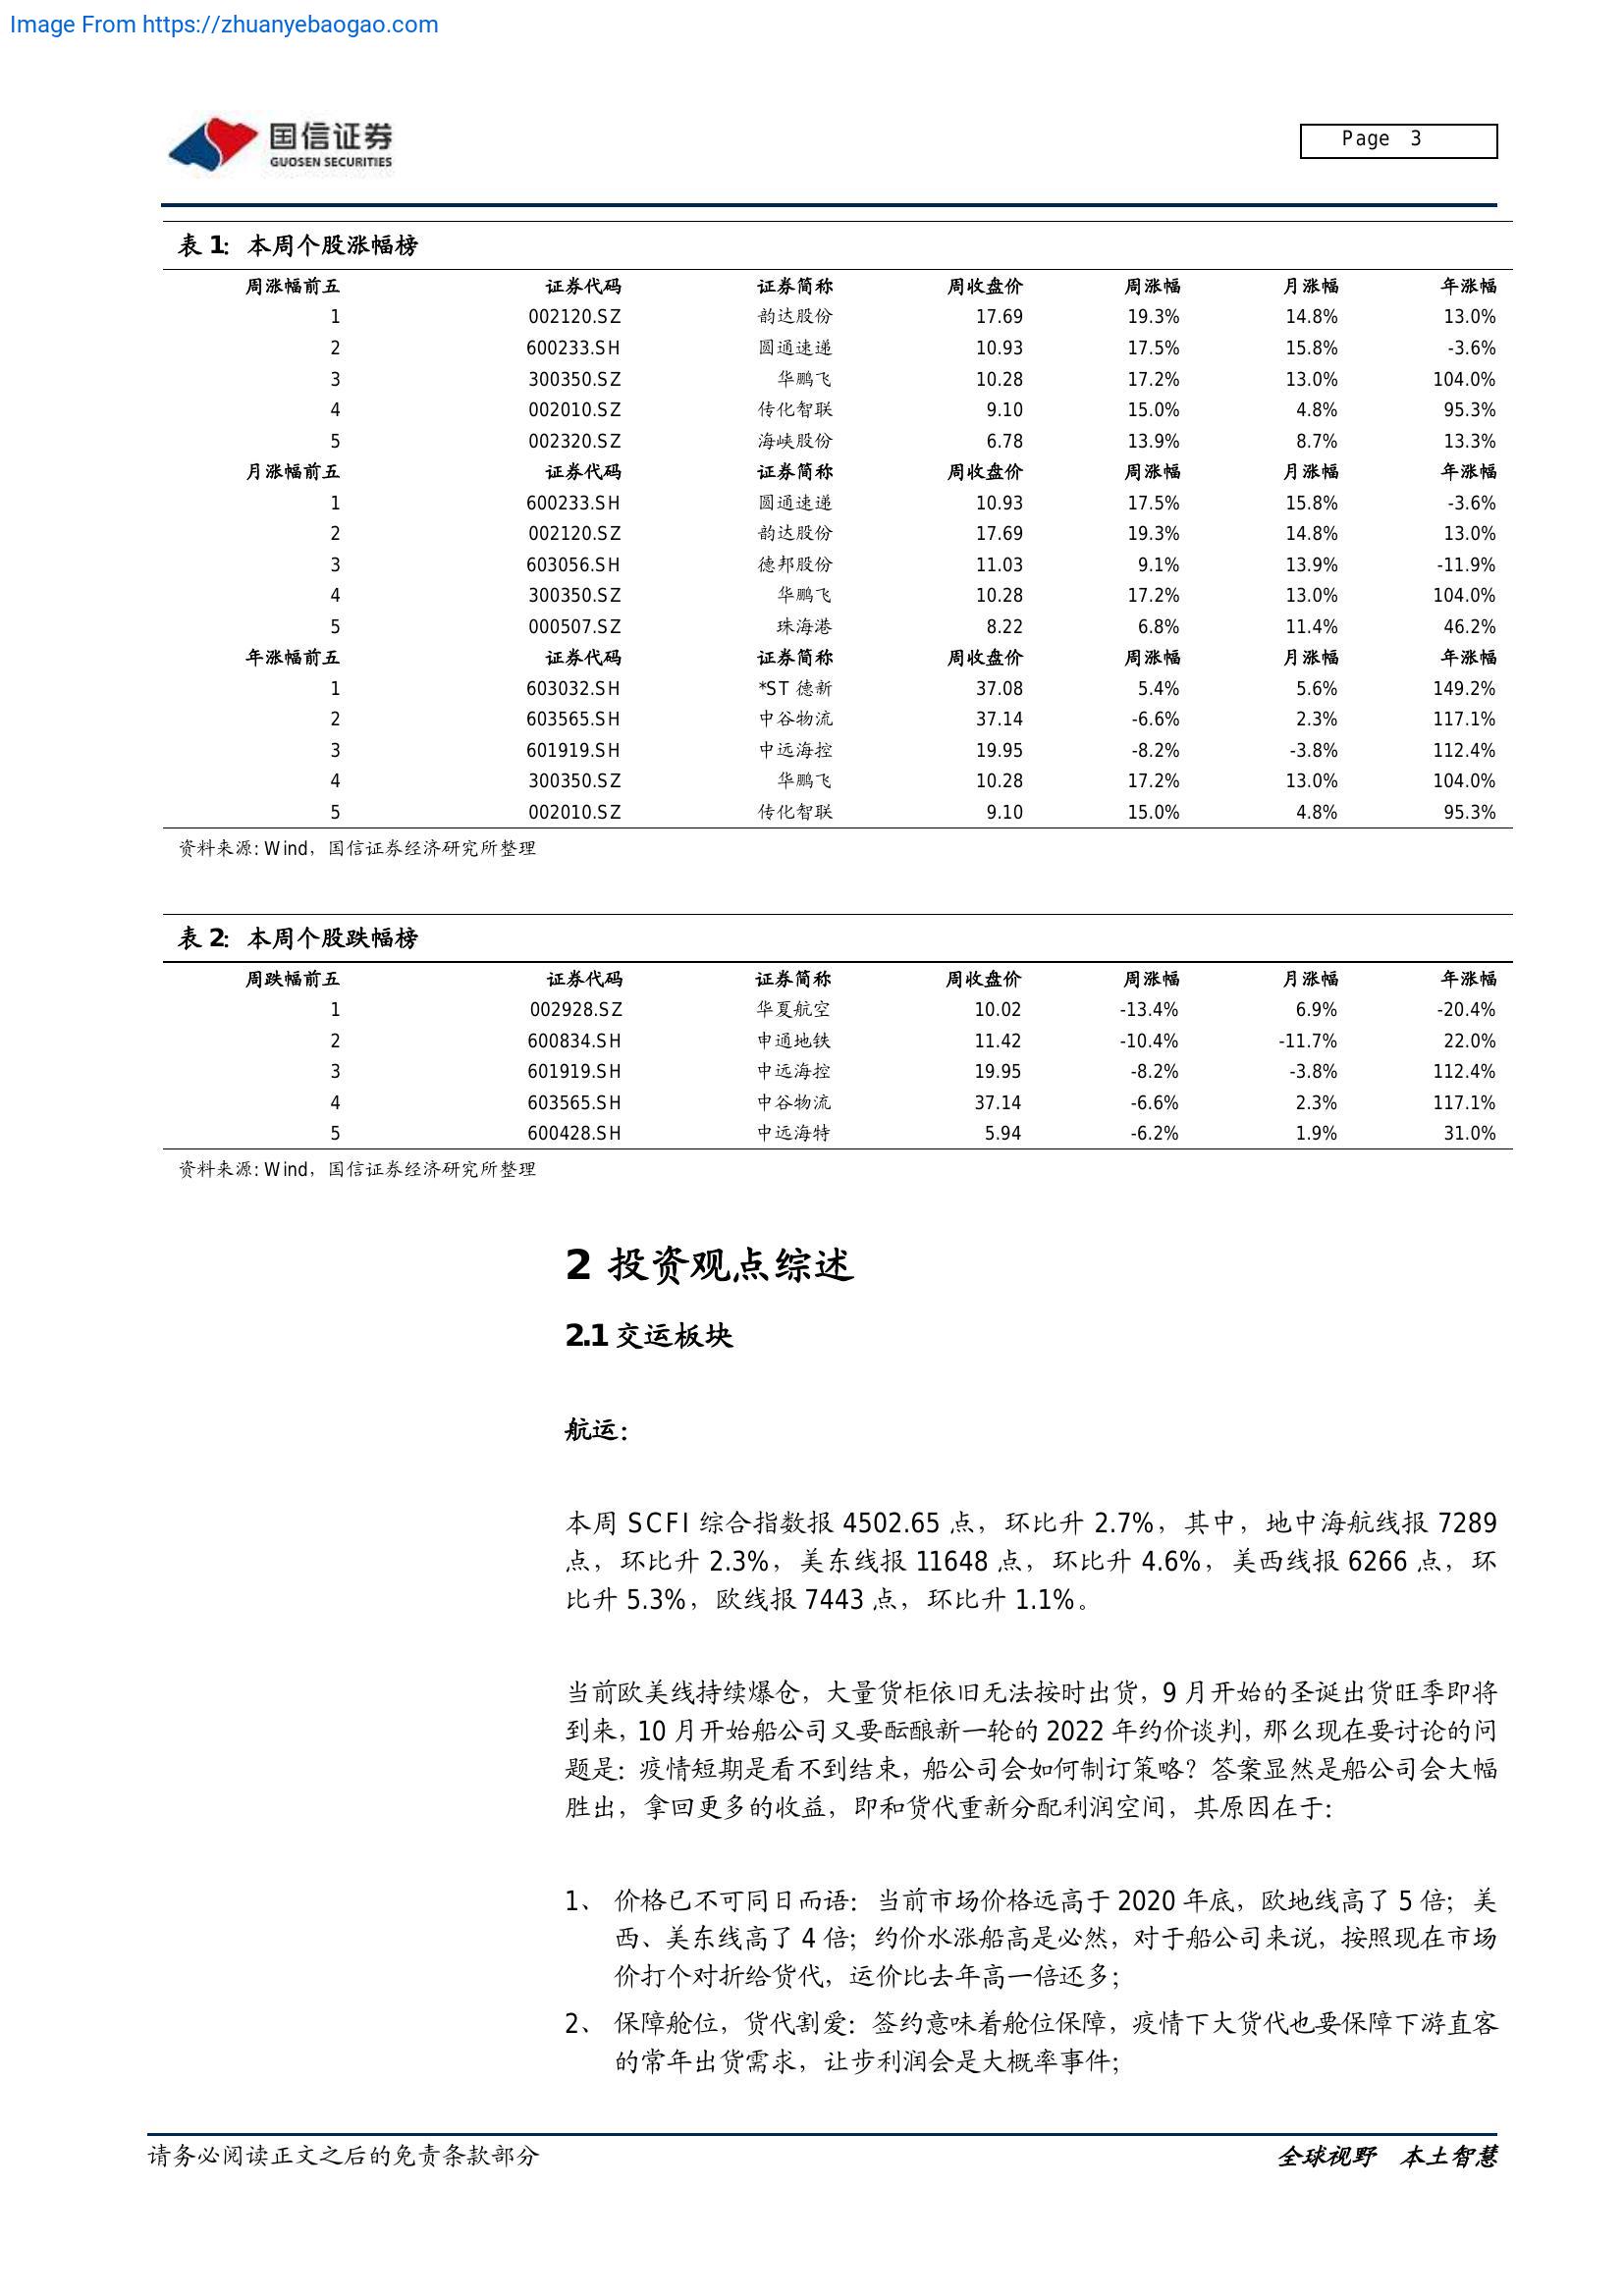 Image From https://zhuanyebaogao.com
国信证券
GUOSEN SECURITIES
Page 3
表 1: 本周个股涨幅榜
周涨幅前五 证券代码 证券简称 周收盘价 周涨幅 月涨幅 年涨幅
1 002120.SZ 韵达股份 17.69 19.3% 14.8% 13.0%
2 600233.SH 圆通速递 10.93 17.5% 15.8% -3.6%
3 300350.SZ 华鹏飞 10.28 17.2% 13.0% 104.0%
4 002010.SZ 传化智联 9.10 15.0% 4.8% 95.3%
5 002320.SZ 海峡股份 6.78 13.9% 8.7% 13.3%
月涨幅前五 证券代码 证券简称 周收盘价 周涨幅 月涨幅 年涨幅
1 600233.SH 圆通速递 10.93 17.5% 15.8% -3.6%
2 002120.SZ 韵达股份 17.69 19.3% 14.8% 13.0%
3 603056.SH 德邦股份 11.03 9.1% 13.9% -11.9%
4 300350.SZ 华鹏飞 10.28 17.2% 13.0% 104.0%
5 000507.SZ 珠海港 8.22 6.8% 11.4% 46.2%
年涨幅前五 证券代码 证券简称 周收盘价 周涨幅 月涨幅 年涨幅
1 603032.SH *ST 德新 37.08 5.4% 5.6% 149.2%
2 603565.SH 中谷物流 37.14 -6.6% 2.3% 117.1%
3 601919.SH 中远海控 19.95 -8.2% -3.8% 112.4%
4 300350.SZ 华鹏飞 10.28 17.2% 13.0% 104.0%
5 002010.SZ 传化智联 9.10 15.0% 4.8% 95.3%
资料来源: Wind，国信证券经济研究所整理
表 2: 本周个股跌幅榜
周跌幅前五 证券代码 证券简称 周收盘价 周涨幅 月涨幅 年涨幅
1 002928.SZ 华夏航空 10.02 -13.4% 6.9% -20.4%
2 600834.SH 申通地铁 11.42 -10.4% -11.7% 22.0%
3 601919.SH 中远海控 19.95 -8.2% -3.8% 112.4%
4 603565.SH 中谷物流 37.14 -6.6% 2.3% 117.1%
5 600428.SH 中远海特 5.94 -6.2% 1.9% 31.0%
资料来源: Wind，国信证券经济研究所整理
2 投资观点综述
2.1 交运板块
航运：
本周 SCFI 综合指数报 4502.65 点，环比升 2.7%，其中，地中海航线报 7289
点，环比升 2.3%，美东线报 11648 点，环比升 4.6%，美西线报 6266 点，环
比升 5.3%，欧线报 7443 点，环比升 1.1%。
当前欧美线持续爆仓，大量货柜依旧无法按时出货，9 月开始的圣诞出货旺季即将
到来，10 月开始船公司又要酝酿新一轮的 2022 年约价谈判，那么现在要讨论的问
题是：疫情短期是看不到结束，船公司会如何制订策略？答案显然是船公司会大幅
胜出，拿回更多的收益，即和货代重新分配利润空间，其原因在于：
1、 价格已不可同日而语：当前市场价格远高于 2020 年底，欧地线高了 5 倍；美
西、美东线高了 4 倍；约价水涨船高是必然，对于船公司来说，按照现在市场
价打个对折给货代，运价比去年高一倍还多；
2、 保障舱位，货代割爱：签约意味着舱位保障，疫情下大货代也要保障下游直客
的常年出货需求，让步利润会是大概率事件；
请务必阅读正文之后的免责条款部分
全球视野 本土智慧